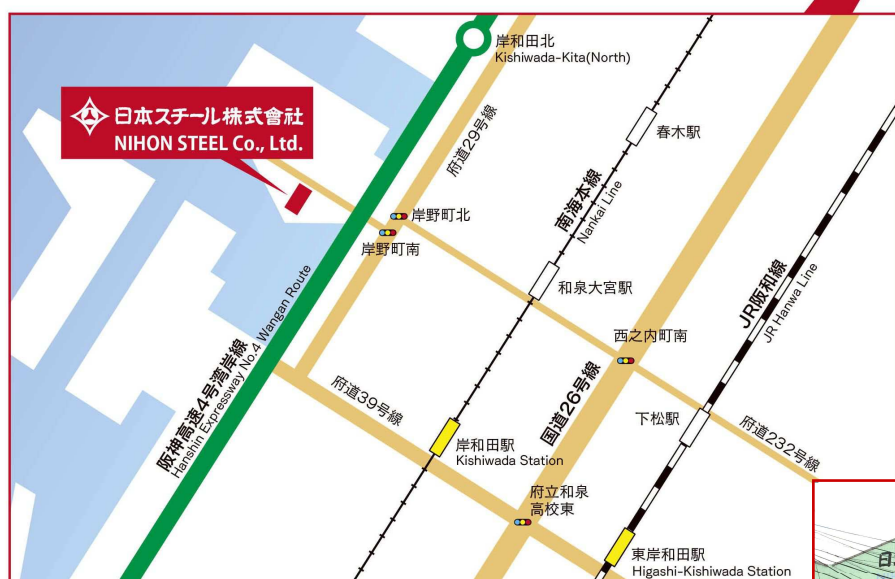 岸和田北
Kishiwada-Kita(North)
日本スチール株式會社
NIHON STEEL Co., Ltd.
府道29号線
春木駅
南海本線
Nankai Line
岸野町北
岸野町南
和泉大宮駅
JR阪和線
JR Hanwa Line
西之内町南
阪神高速4号湾岸線
Hanshin Expressway No.4 Wangan Route
府道39号線
国道26号線
下松駅
府道232号線
岸和田駅
Kishiwada Station
府立和泉
高校東
東岸和田駅
Higashi-Kishiwada Station